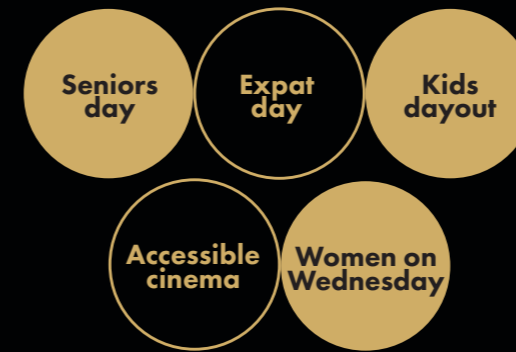 Seniors
day
Expat
day
Kids
dayout
Accessible
cinema
Women on
Wednesday